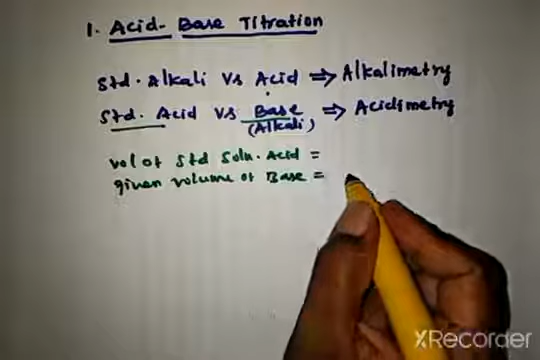 1. Acid-Base Titration
Std. Alkali Vs Acid ⇒ Alkalimetry
Std. Acid vs Base ⇒ Acidimetry
(Alkali)
vol of Std Soln. Acid =
given volume of Base =
XRecorder